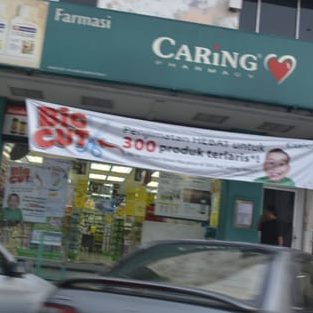 Farmasi
CARiNG
PHARMACY
Big
CUT
Penjimatan HEBAT untuk
300 produk terlaris*!